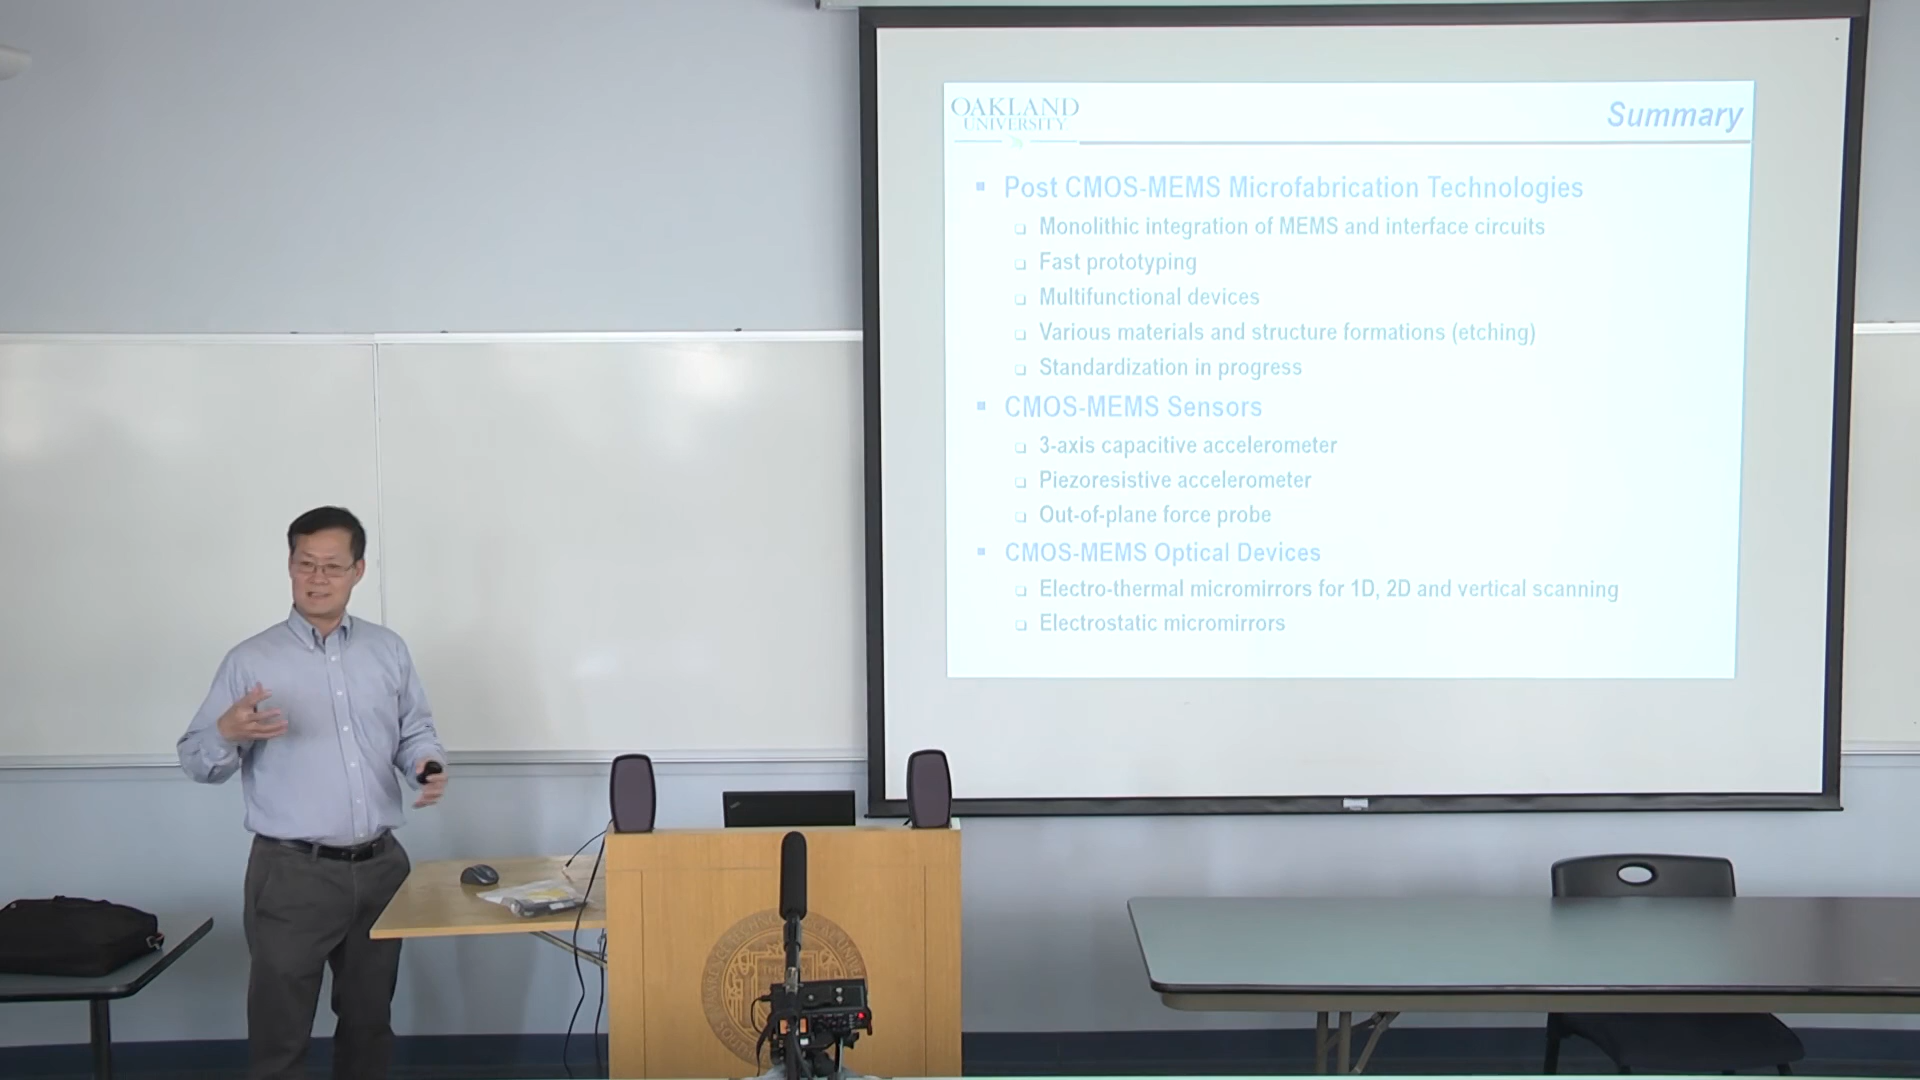 OAKLAND
UNIVERSITY
Summary
Post CMOS-MEMS Microfabrication Technologies
Monolithic integration of MEMS and interface circuits
Fast prototyping
Multifunctional devices
Various materials and structure formations (etching)
Standardization in progress
CMOS-MEMS Sensors
3-axis capacitive accelerometer
Piezoresistive accelerometer
Out-of-plane force probe
CMOS-MEMS Optical Devices
Electro-thermal micromirrors for 1D, 2D and vertical scanning
Electrostatic micromirrors